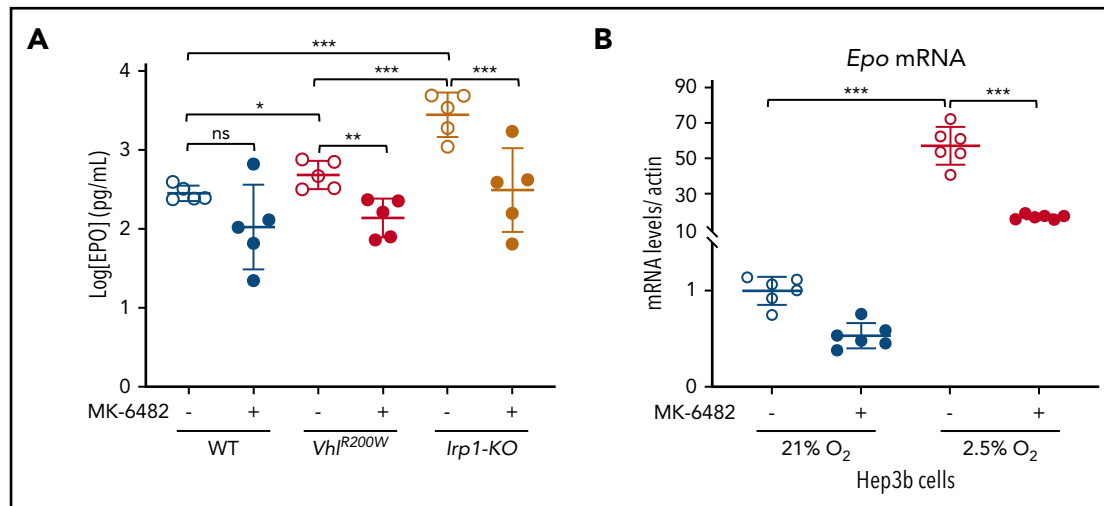 A
***
***
***
*
**
ns
4
3
2
1
0
Log[EPO] (pg/mL)
MK-6482 - + - + - +
WT Vhl^R200W Irp1-KO
B
Epo mRNA
***
***
90
70
50
30
10
1
0
mRNA levels/ actin
MK-6482 - + - +
21% O₂ 2.5% O₂
Hep3b cells